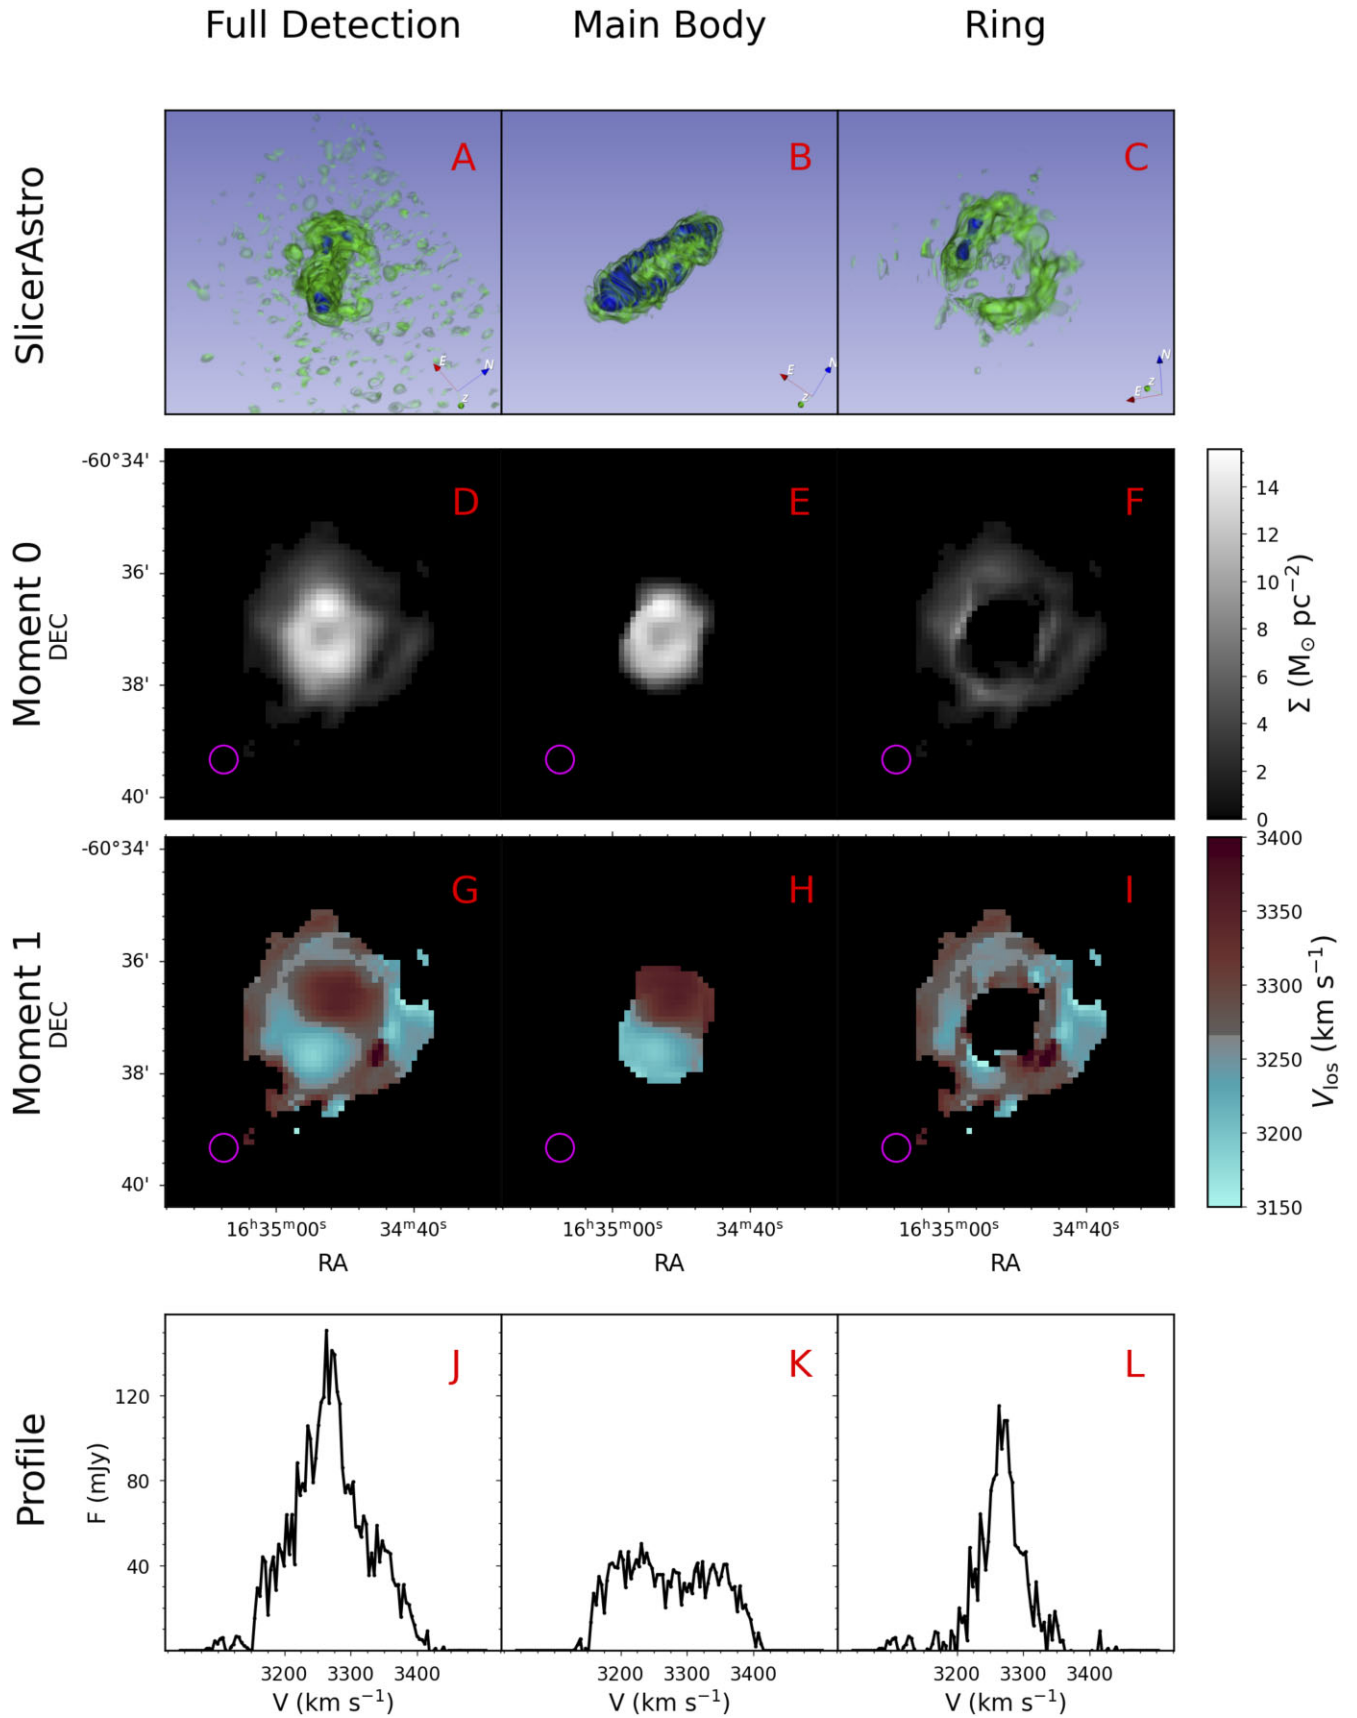 Full Detection Main Body Ring
SlicerAstro
A B C
E N Z
E N Z
E N Z
Moment 0
DEC
-60°34'
36'
38'
40'
D E F
14
12
10
8
6
4
2
0
Σ (M⊙ pc⁻²)
Moment 1
DEC
-60°34'
36'
38'
40'
G H I
3400
3350
3300
3250
3200
3150
V_los (km s⁻¹)
16ʰ35ᵐ00ˢ 34ᵐ40ˢ 16ʰ35ᵐ00ˢ 34ᵐ40ˢ 16ʰ35ᵐ00ˢ 34ᵐ40ˢ
RA RA RA
Profile
F (mJy)
120
80
40
J K L
3200 3300 3400 3200 3300 3400 3200 3300 3400
V (km s⁻¹) V (km s⁻¹) V (km s⁻¹)